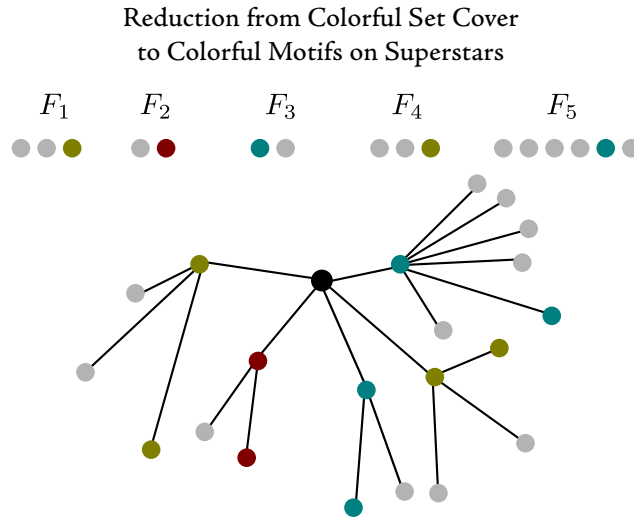 Reduction from Colorful Set Cover
to Colorful Motifs on Superstars
F₁ F₂ F₃ F₄ F₅